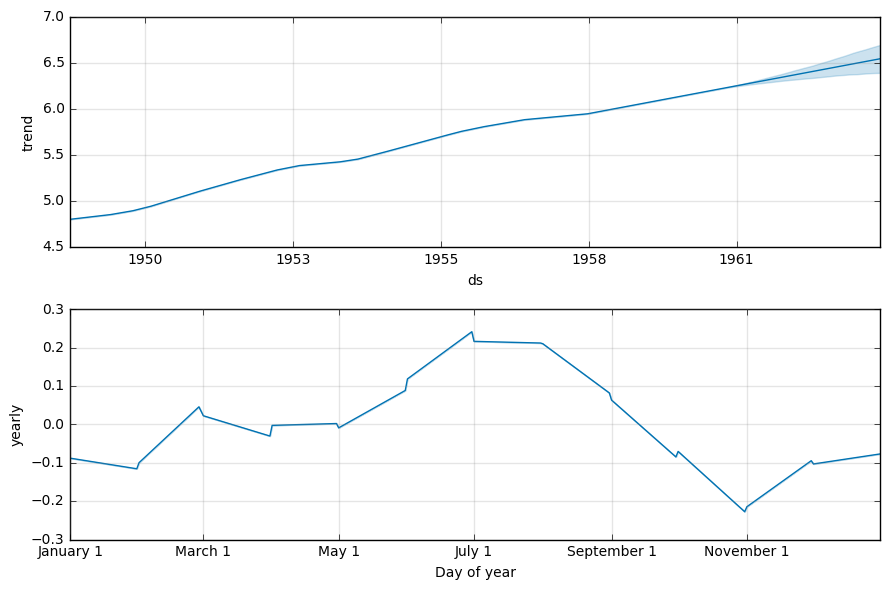 7.0
6.5
6.0
5.5
5.0
4.5
trend
1950 1953 1955 1958 1961
ds
0.3
0.2
0.1
0.0
−0.1
−0.2
−0.3
yearly
January 1 March 1 May 1 July 1 September 1 November 1
Day of year